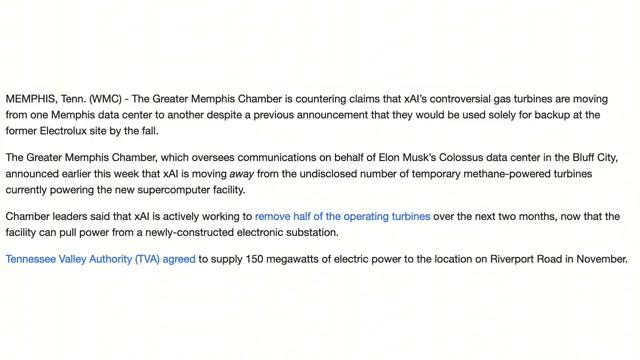 MEMPHIS, Tenn. (WMC) - The Greater Memphis Chamber is countering claims that xAI’s controversial gas turbines are moving
from one Memphis data center to another despite a previous announcement that they would be used solely for backup at the
former Electrolux site by the fall.
The Greater Memphis Chamber, which oversees communications on behalf of Elon Musk’s Colossus data center in the Bluff City,
announced earlier this week that xAI is moving away from the undisclosed number of temporary methane-powered turbines
currently powering the new supercomputer facility.
Chamber leaders said that xAI is actively working to remove half of the operating turbines over the next two months, now that the
facility can pull power from a newly-constructed electronic substation.
Tennessee Valley Authority (TVA) agreed to supply 150 megawatts of electric power to the location on Riverport Road in November.